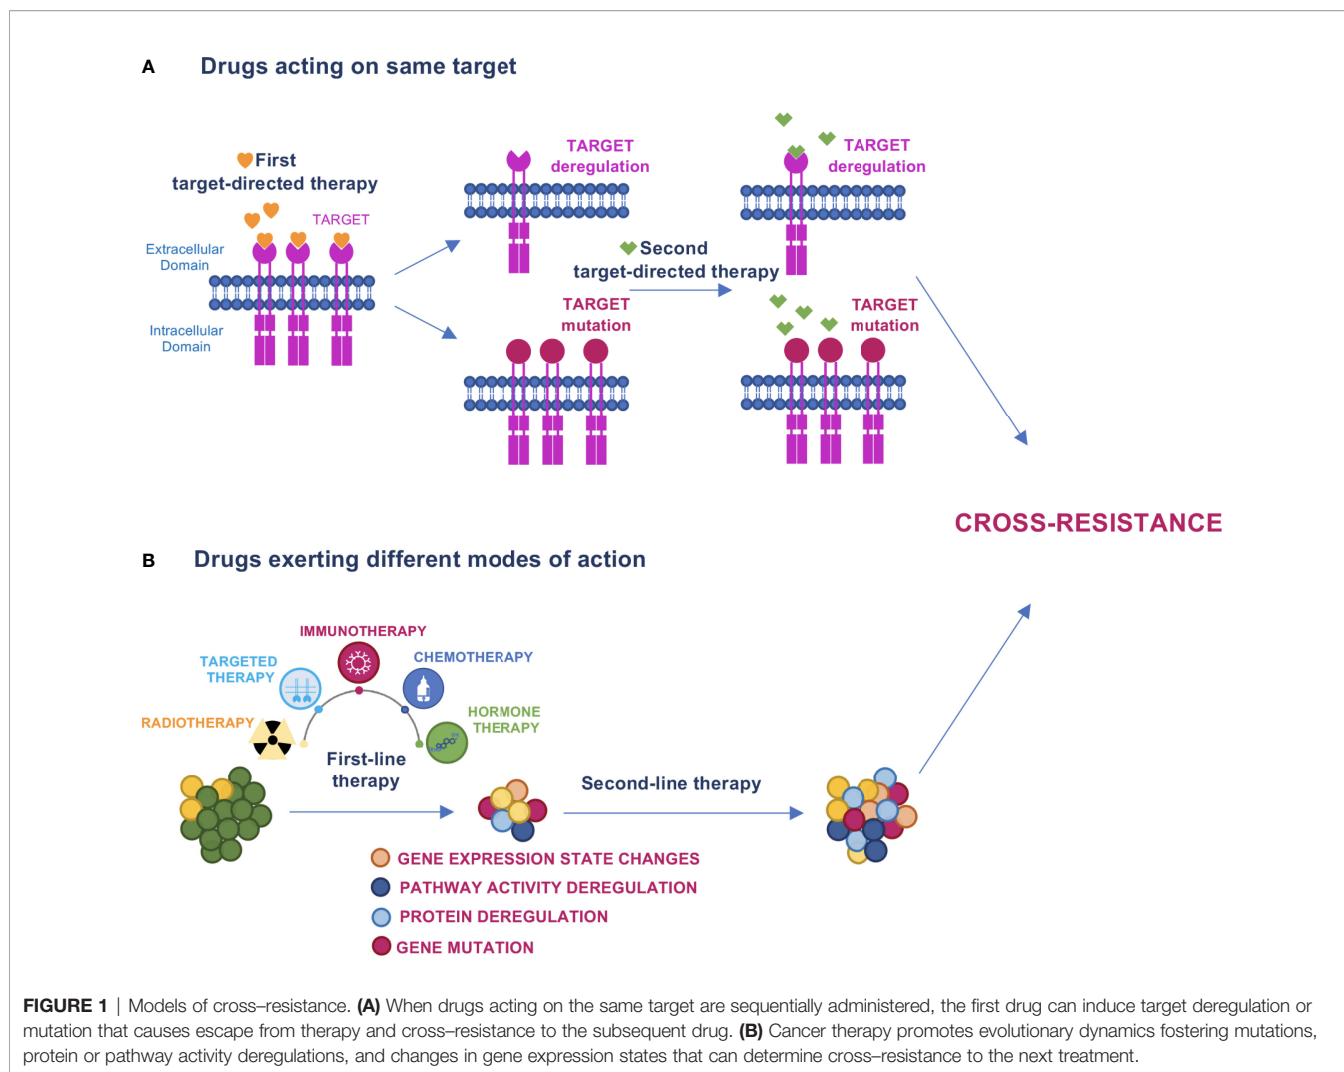 A Drugs acting on same target
First
target-directed therapy
TARGET
Extracellular
Domain
Intracellular
Domain
TARGET
deregulation
TARGET
mutation
Second
target-directed therapy
TARGET
deregulation
TARGET
mutation
CROSS-RESISTANCE
B Drugs exerting different modes of action
IMMUNOTHERAPY
TARGETED
THERAPY
CHEMOTHERAPY
RADIOTHERAPY
HORMONE
THERAPY
First-line
therapy
Second-line therapy
GENE EXPRESSION STATE CHANGES
PATHWAY ACTIVITY DEREGULATION
PROTEIN DEREGULATION
GENE MUTATION
FIGURE 1 | Models of cross–resistance. (A) When drugs acting on the same target are sequentially administered, the first drug can induce target deregulation or
mutation that causes escape from therapy and cross–resistance to the subsequent drug. (B) Cancer therapy promotes evolutionary dynamics fostering mutations,
protein or pathway activity deregulations, and changes in gene expression states that can determine cross–resistance to the next treatment.